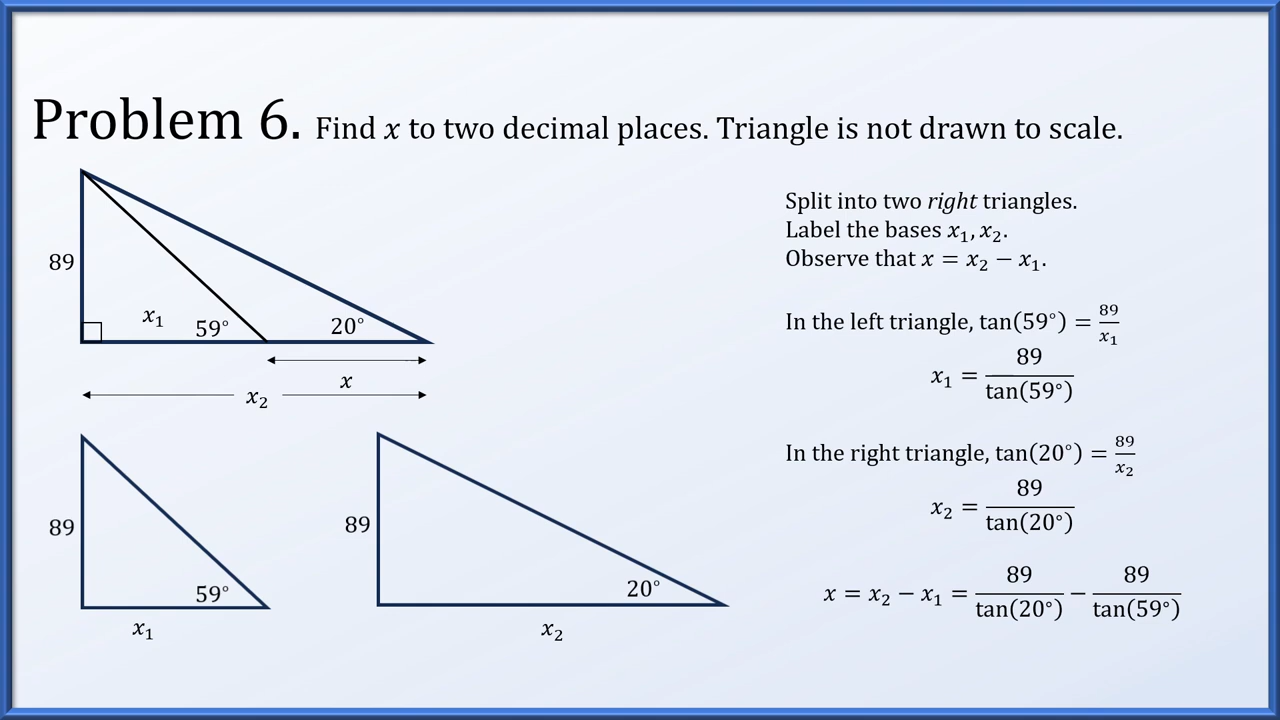 Problem 6. Find x to two decimal places. Triangle is not drawn to scale.
89
x₁
59°
20°
x
x₂
89
59°
x₁
89
20°
x₂
Split into two right triangles.
Label the bases x₁, x₂.
Observe that x = x₂ − x₁.
In the left triangle, tan(59°) = 89/x₁
x₁ = 89/tan(59°)
In the right triangle, tan(20°) = 89/x₂
x₂ = 89/tan(20°)
x = x₂ − x₁ = 89/tan(20°) − 89/tan(59°)